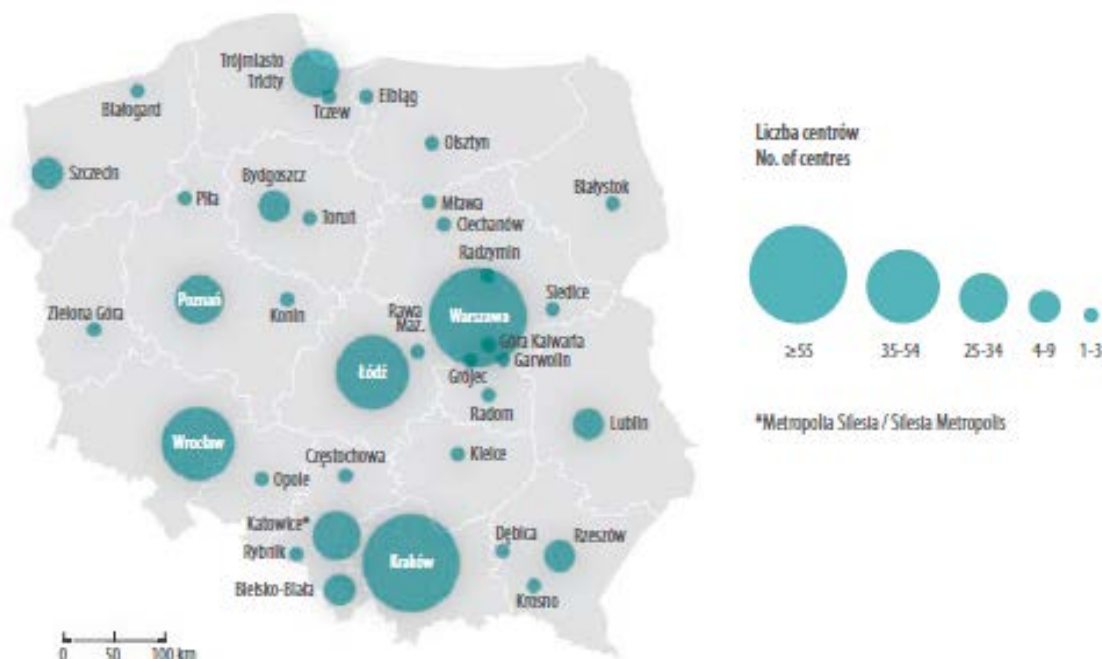 Trójmiasto
Tricity
Tczew
Elbląg
Białogard
Olsztyn
Szczecin
Bydgoszcz
Piła
Toruń
Mława
Ciechanów
Białystok
Radzymin
Poznań
Konin
Rawa
Maz.
Warszawa
Siedlce
Zielona Góra
Góra Kalwaria
Garwolin
Łódź
Grójec
Radom
Lublin
Wrocław
Częstochowa
Kielce
Opole
Katowice*
Rybnik
Kraków
Dębica
Rzeszów
Bielsko-Biała
Krosno
0 50 100 km
Liczba centrów
No. of centres
≥55 35-54 25-34 4-9 1-3
*Metropolia Silesia / Silesia Metropolis